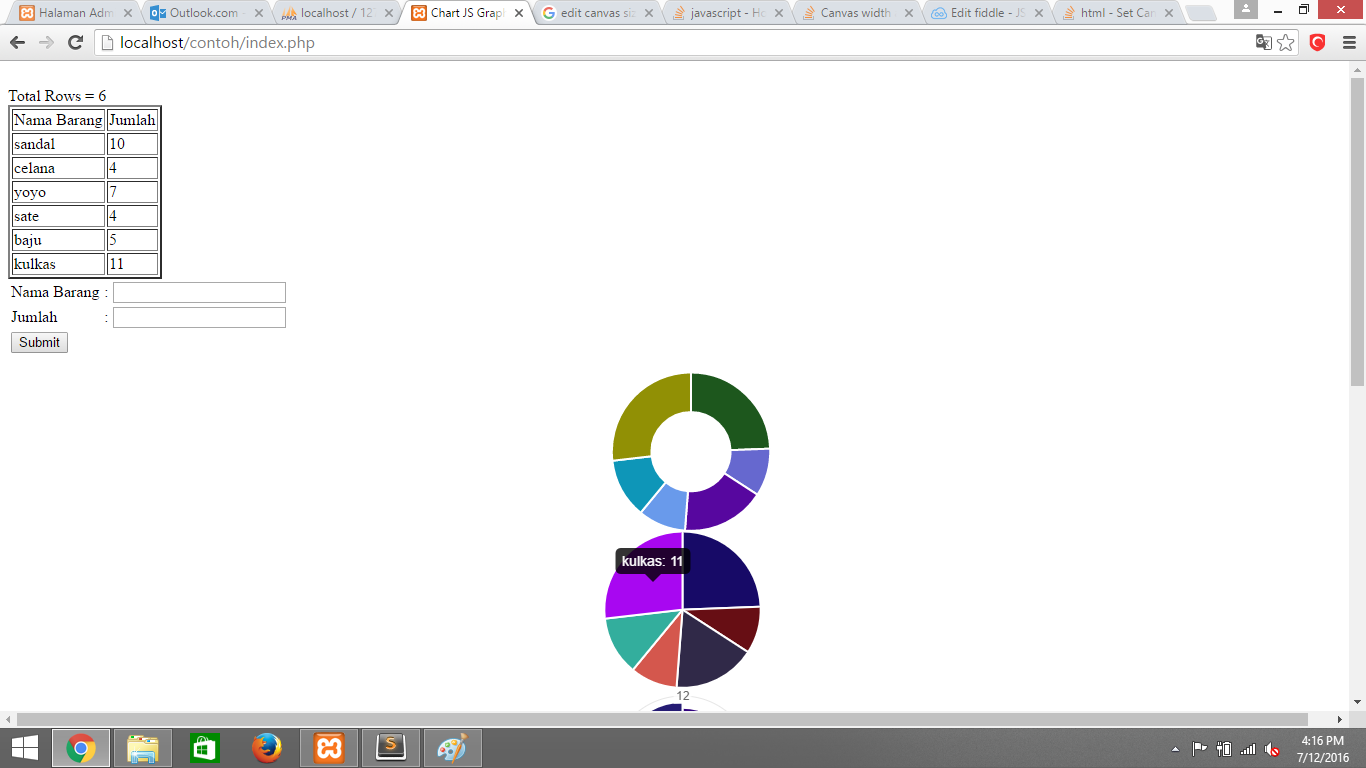 Halaman Adm
Outlook.com -
localhost / 12
Chart JS Grap
edit canvas si
javascript - Ho
Canvas width
Edit fiddle - JS
html - Set Can
localhost/contoh/index.php
Total Rows = 6
Nama Barang Jumlah
sandal 10
celana 4
yoyo 7
sate 4
baju 5
kulkas 11
Nama Barang :
Jumlah :
Submit
kulkas: 11
12
4:16 PM
7/12/2016